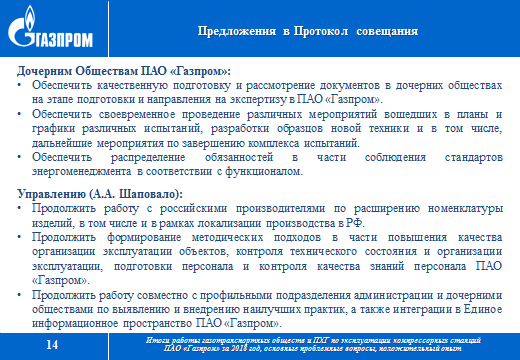 ГАЗПРОМ
Предложения в Протокол совещания
Дочерним Обществам ПАО «Газпром»:
• Обеспечить качественную подготовку и рассмотрение документов в дочерних обществах
на этапе подготовки и направления на экспертизу в ПАО «Газпром».
• Обеспечить своевременное проведение различных мероприятий вошедших в планы и
графики различных испытаний, разработки образцов новой техники и в том числе,
дальнейшие мероприятия по завершению комплекса испытаний.
• Обеспечить распределение обязанностей в части соблюдения стандартов
энергоменеджмента в соответствии с функционалом.
Управлению (А.А. Шаповало):
• Продолжить работу с российскими производителями по расширению номенклатуры
изделий, в том числе и в рамках локализации производства в РФ.
• Продолжить формирование методических подходов в части повышения качества
организации эксплуатации объектов, контроля технического состояния и организации
эксплуатации, подготовки персонала и контроля качества знаний персонала ПАО
«Газпром».
• Продолжить работу совместно с профильными подразделения администрации и дочерними
обществами по выявлению и внедрению наилучших практик, а также интеграции в Единое
информационное пространство ПАО «Газпром».
14
Итоги работы газотранспортных обществ и ПХГ по эксплуатации компрессорных станций
ПАО «Газпром» за 2018 год, основные проблемные вопросы, положительный опыт